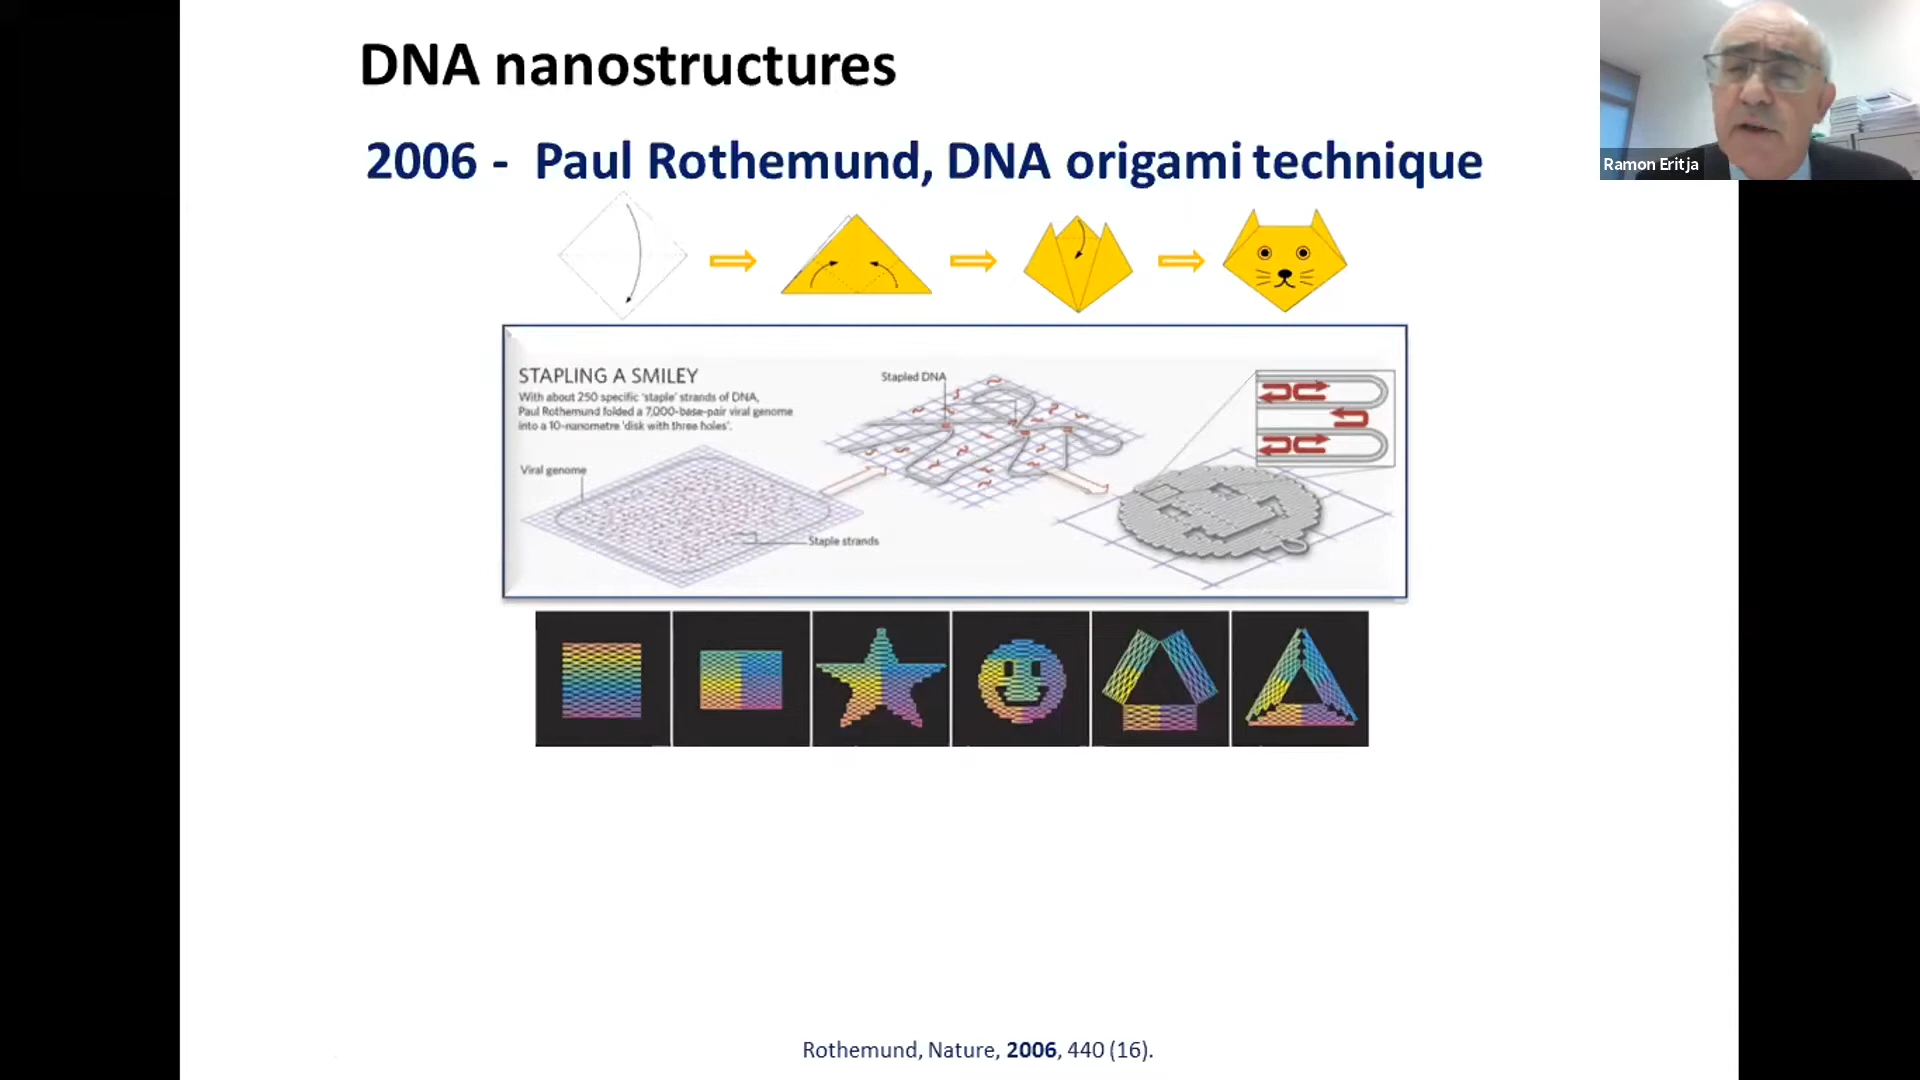 DNA nanostructures
2006 - Paul Rothemund, DNA origami technique
Ramon Eritja
STAPLING A SMILEY
With about 250 specific 'staple' strands of DNA,
Paul Rothemund folded a 7,000-base-pair viral genome
into a 10-nanometre 'disk with three holes'.
Stapled DNA
Viral genome
Staple strands
Rothemund, Nature, 2006, 440 (16).